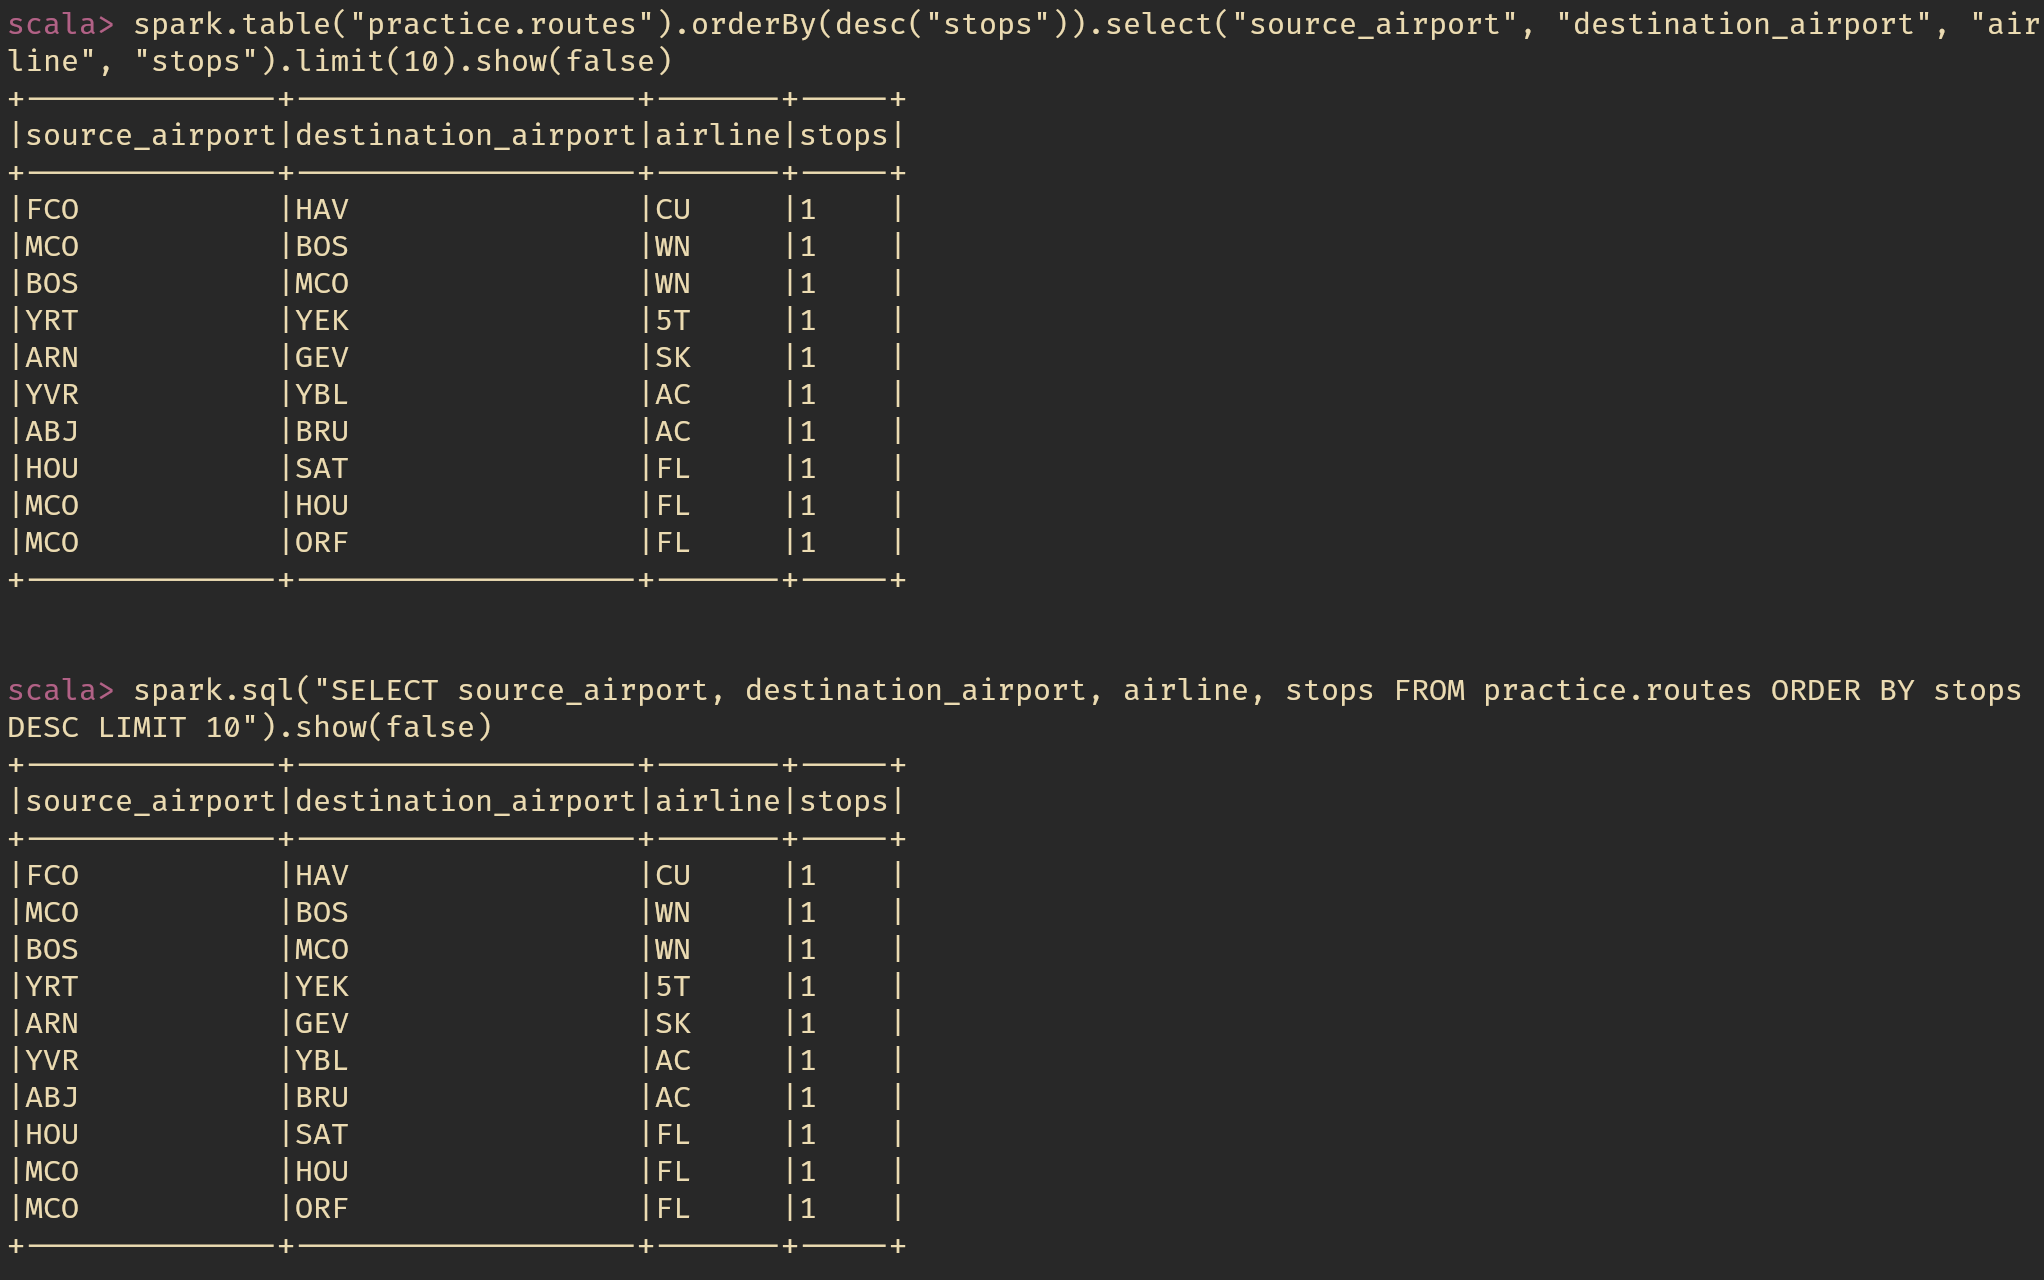 scala> spark.table("practice.routes").orderBy(desc("stops")).select("source_airport", "destination_airport", "air
line", "stops").limit(10).show(false)
+--------------+-------------------+-------+-----+
|source_airport|destination_airport|airline|stops|
+--------------+-------------------+-------+-----+
|FCO           |HAV                |CU     |1    |
|MCO           |BOS                |WN     |1    |
|BOS           |MCO                |WN     |1    |
|YRT           |YEK                |5T     |1    |
|ARN           |GEV                |SK     |1    |
|YVR           |YBL                |AC     |1    |
|ABJ           |BRU                |AC     |1    |
|HOU           |SAT                |FL     |1    |
|MCO           |HOU                |FL     |1    |
|MCO           |ORF                |FL     |1    |
+--------------+-------------------+-------+-----+
scala> spark.sql("SELECT source_airport, destination_airport, airline, stops FROM practice.routes ORDER BY stops
DESC LIMIT 10").show(false)
+--------------+-------------------+-------+-----+
|source_airport|destination_airport|airline|stops|
+--------------+-------------------+-------+-----+
|FCO           |HAV                |CU     |1    |
|MCO           |BOS                |WN     |1    |
|BOS           |MCO                |WN     |1    |
|YRT           |YEK                |5T     |1    |
|ARN           |GEV                |SK     |1    |
|YVR           |YBL                |AC     |1    |
|ABJ           |BRU                |AC     |1    |
|HOU           |SAT                |FL     |1    |
|MCO           |HOU                |FL     |1    |
|MCO           |ORF                |FL     |1    |
+--------------+-------------------+-------+-----+